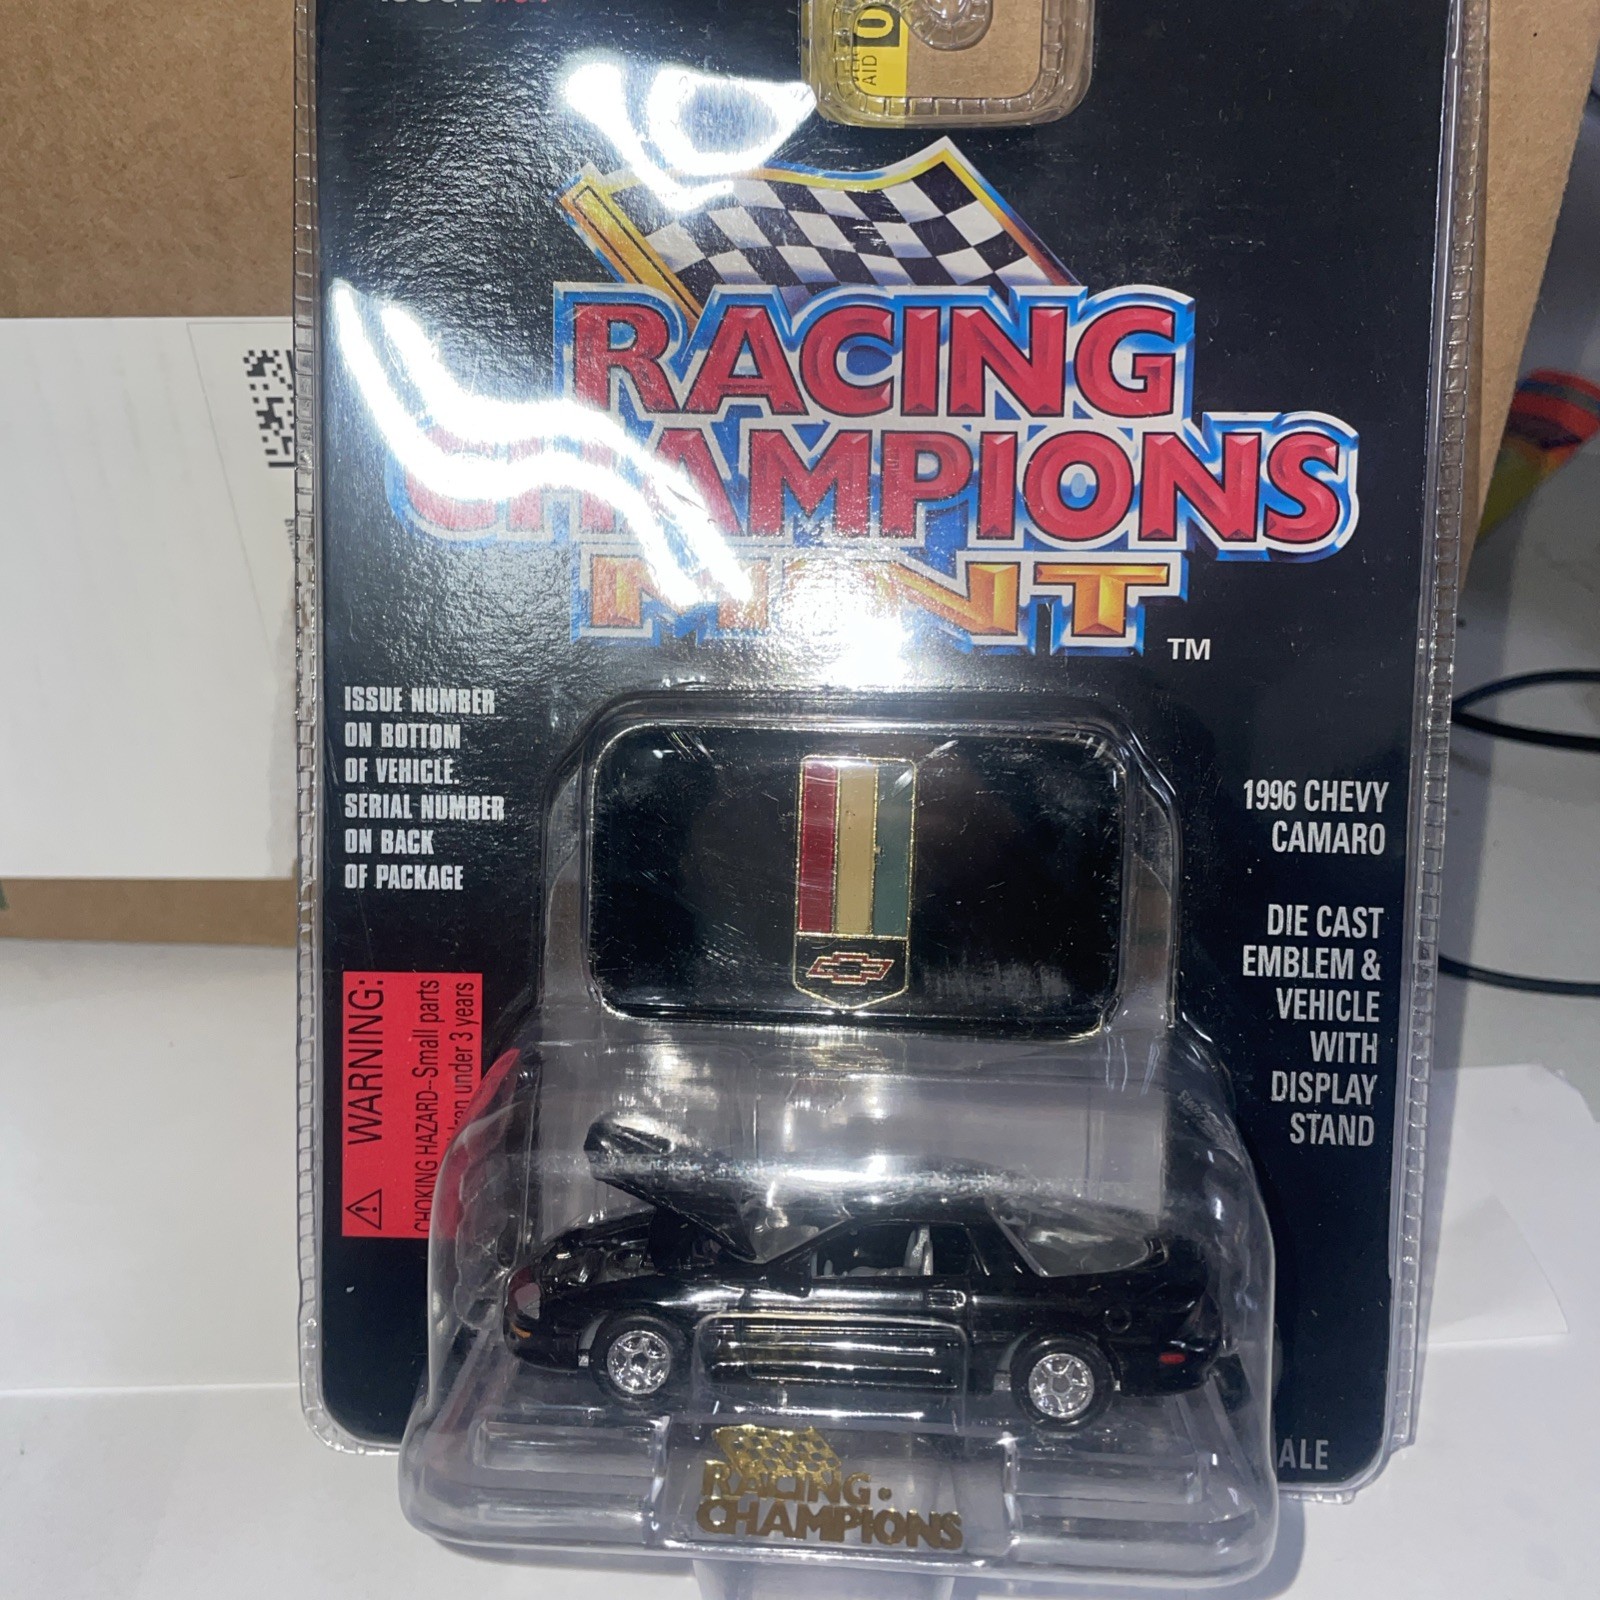 RACING
CHAMPIONS
MINT
TM
ISSUE NUMBER
ON BOTTOM
OF VEHICLE.
SERIAL NUMBER
ON BACK
OF PACKAGE
1996 CHEVY
CAMARO
DIE CAST
EMBLEM &
VEHICLE
WITH
DISPLAY
STAND
WARNING:
CHOKING HAZARD--Small parts
under 3 years
RACING
CHAMPIONS